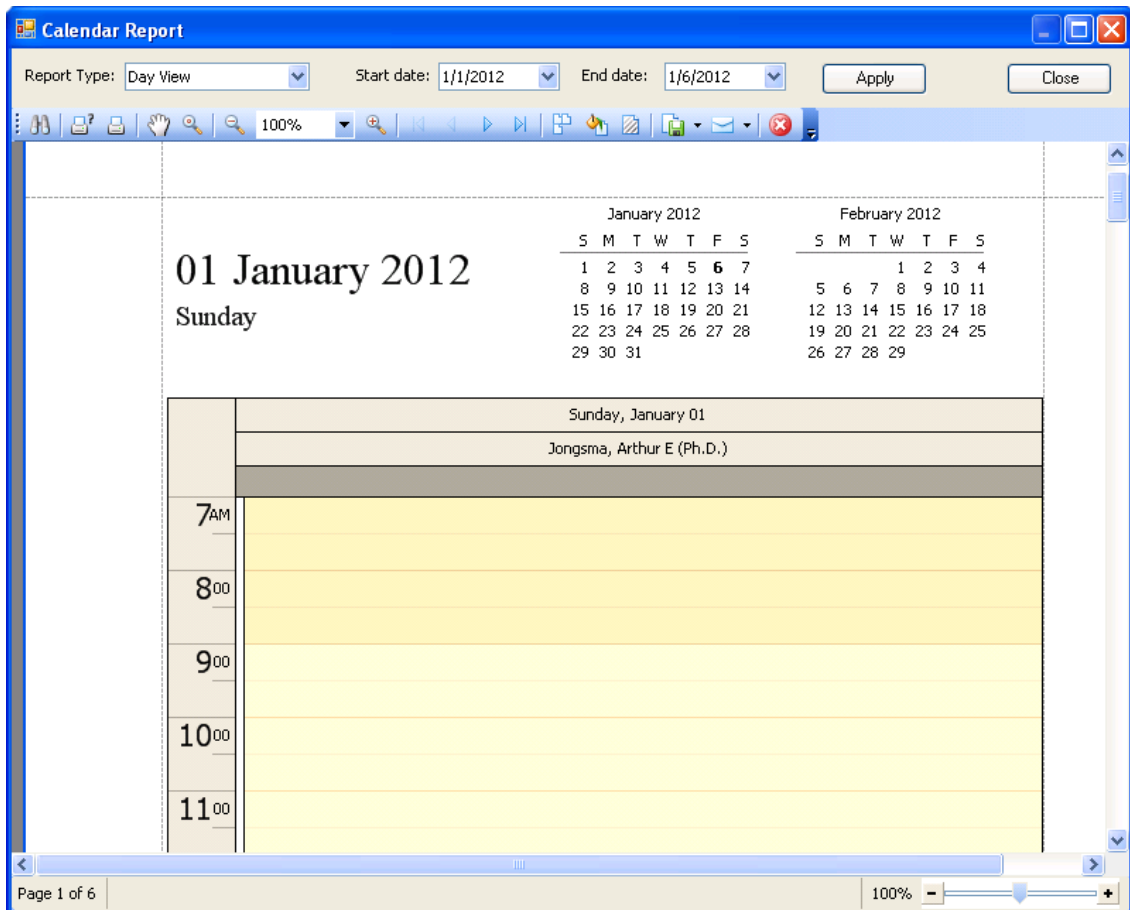 Calendar Report
Report Type: Day View Start date: 1/1/2012 End date: 1/6/2012 Apply Close
100%
January 2012 February 2012
S M T W T F S S M T W T F S
01 January 2012
Sunday
1 2 3 4 5 6 7 1 2 3 4
8 9 10 11 12 13 14 5 6 7 8 9 10 11
15 16 17 18 19 20 21 12 13 14 15 16 17 18
22 23 24 25 26 27 28 19 20 21 22 23 24 25
29 30 31 26 27 28 29
Sunday, January 01
Jongsma, Arthur E (Ph.D.)
7AM
800
900
1000
1100
Page 1 of 6 100%